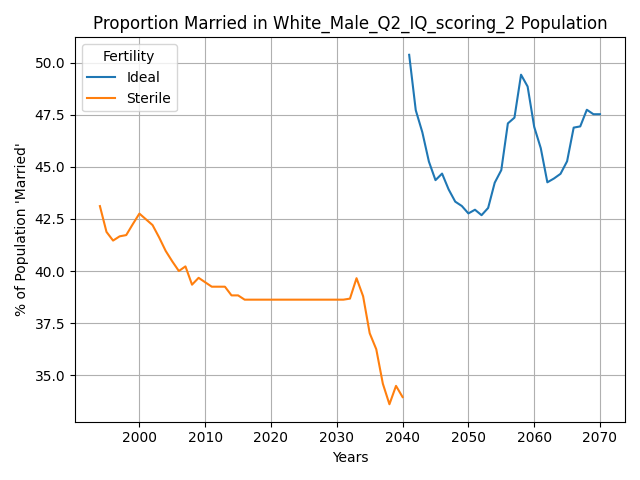 Proportion Married in White_Male_Q2_IQ_scoring_2 Population
Fertility
Ideal
Sterile
% of Population 'Married'
50.0
47.5
45.0
42.5
40.0
37.5
35.0
2000
2010
2020
2030
2040
2050
2060
2070
Years